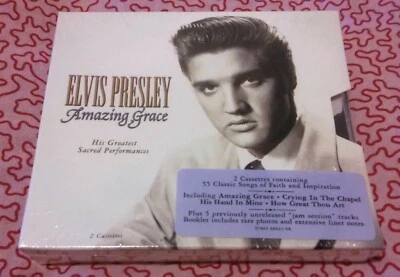 ELVIS PRESLEY
Amazing Grace
His Greatest
Sacred Performances
2 Cassettes containing
55 Classic Songs of Faith and Inspiration
Including Amazing Grace • Crying In The Chapel
His Hand In Mine • How Great Thou Art
Plus 5 previously unreleased "jam session" tracks
Booklet includes rare photos and extensive liner notes
2 Cassettes